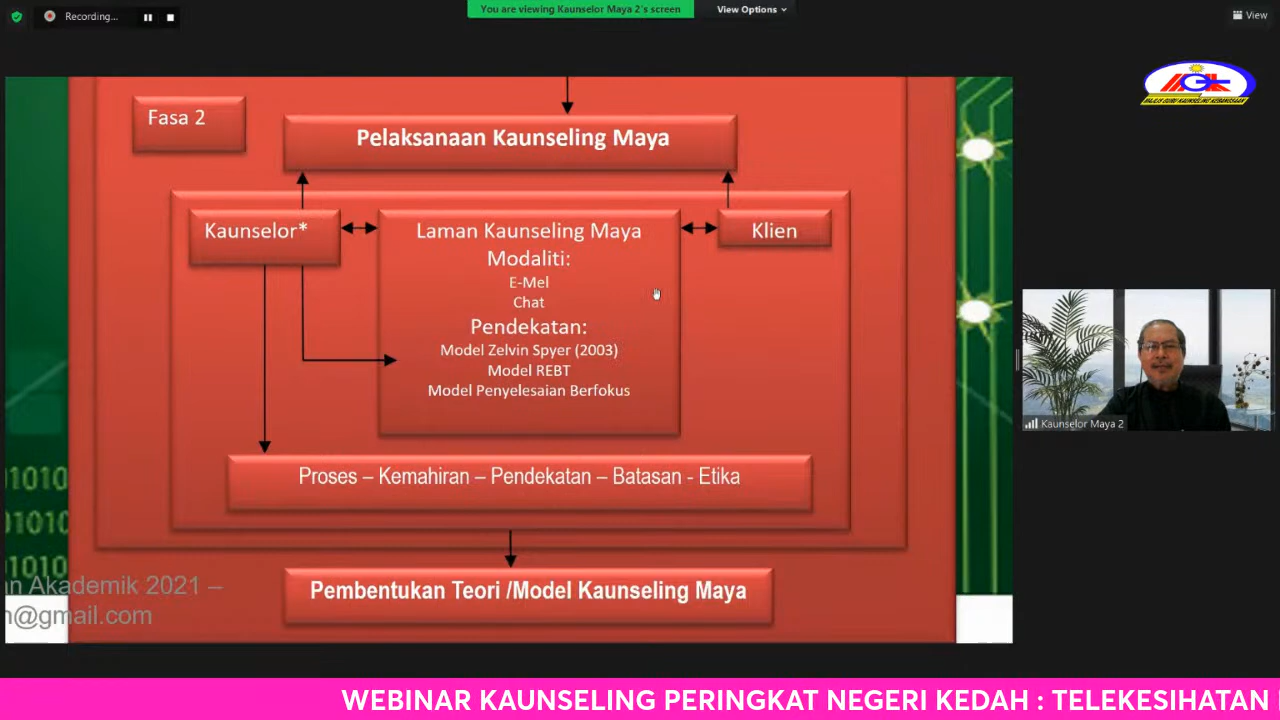 Recording...
You are viewing Kaunselor Maya 2's screen
View Options
View
Fasa 2
Pelaksanaan Kaunseling Maya
Kaunselor*
Laman Kaunseling Maya
Klien
Modaliti:
E-Mel
Chat
Pendekatan:
Model Zelvin Spyer (2003)
Model REBT
Model Penyelesaian Berfokus
Proses – Kemahiran – Pendekatan – Batasan - Etika
Pembentukan Teori /Model Kaunseling Maya
01010
01010
01010
n Akademik 2021 –
n@gmail.com
Kaunselor Maya 2
WEBINAR KAUNSELING PERINGKAT NEGERI KEDAH : TELEKESIHATAN